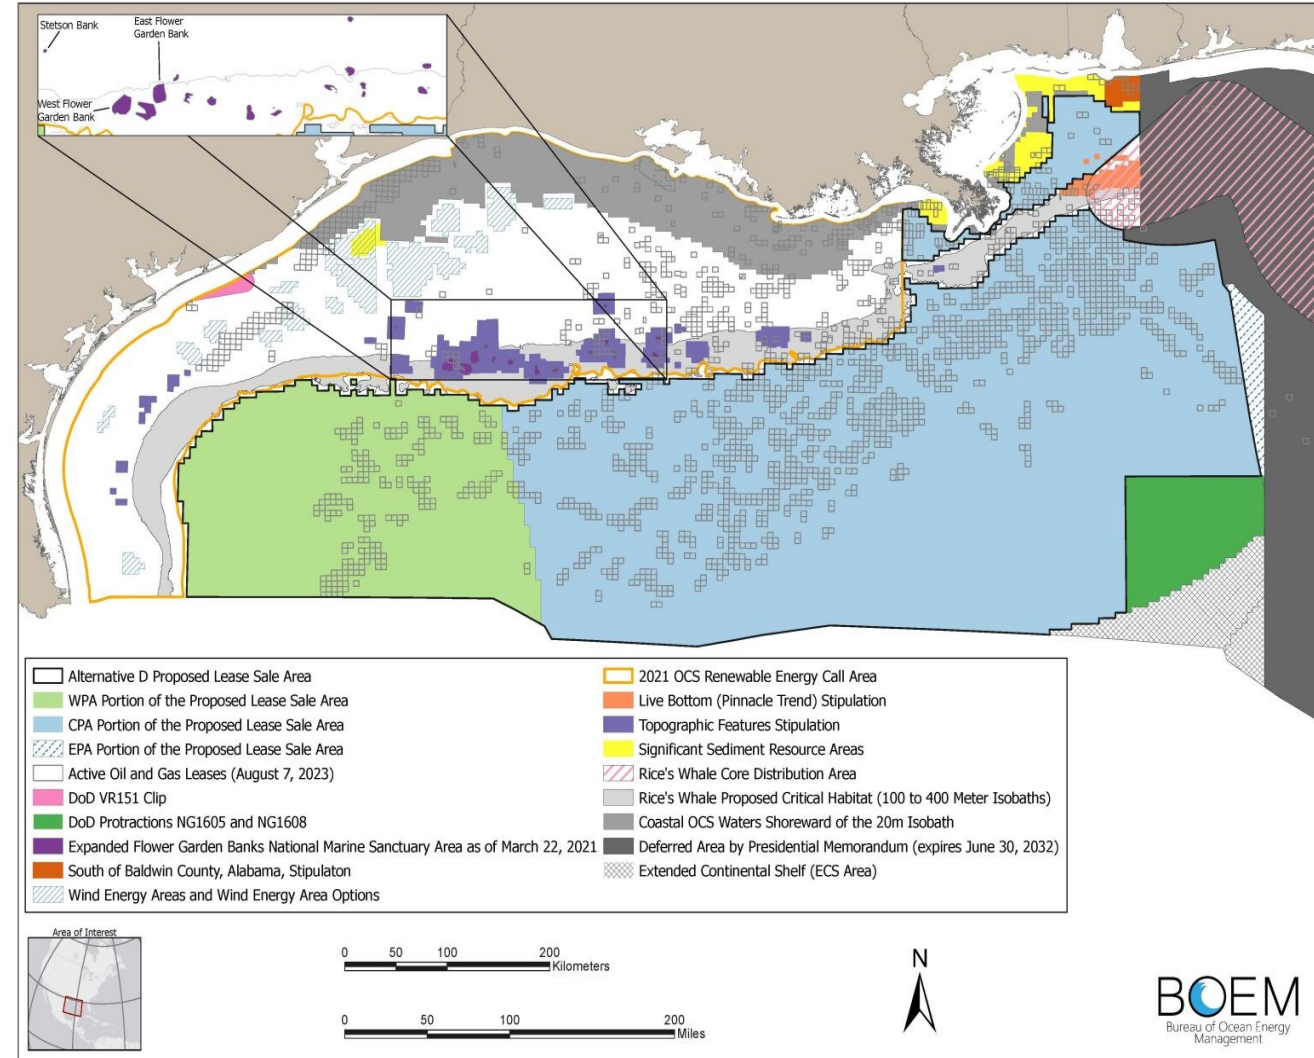 Stetson Bank
East Flower
Garden Bank
West Flower
Garden Bank
Alternative D Proposed Lease Sale Area
WPA Portion of the Proposed Lease Sale Area
CPA Portion of the Proposed Lease Sale Area
EPA Portion of the Proposed Lease Sale Area
Active Oil and Gas Leases (August 7, 2023)
DoD VR151 Clip
DoD Protractions NG1605 and NG1608
Expanded Flower Garden Banks National Marine Sanctuary Area as of March 22, 2021
South of Baldwin County, Alabama, Stipulaton
Wind Energy Areas and Wind Energy Area Options
2021 OCS Renewable Energy Call Area
Live Bottom (Pinnacle Trend) Stipulation
Topographic Features Stipulation
Significant Sediment Resource Areas
Rice's Whale Core Distribution Area
Rice's Whale Proposed Critical Habitat (100 to 400 Meter Isobaths)
Coastal OCS Waters Shoreward of the 20m Isobath
Deferred Area by Presidential Memorandum (expires June 30, 2032)
Extended Continental Shelf (ECS Area)
Area of Interest
0 50 100 200
Kilometers
0 50 100 200
Miles
N
BOEM
Bureau of Ocean Energy
Management